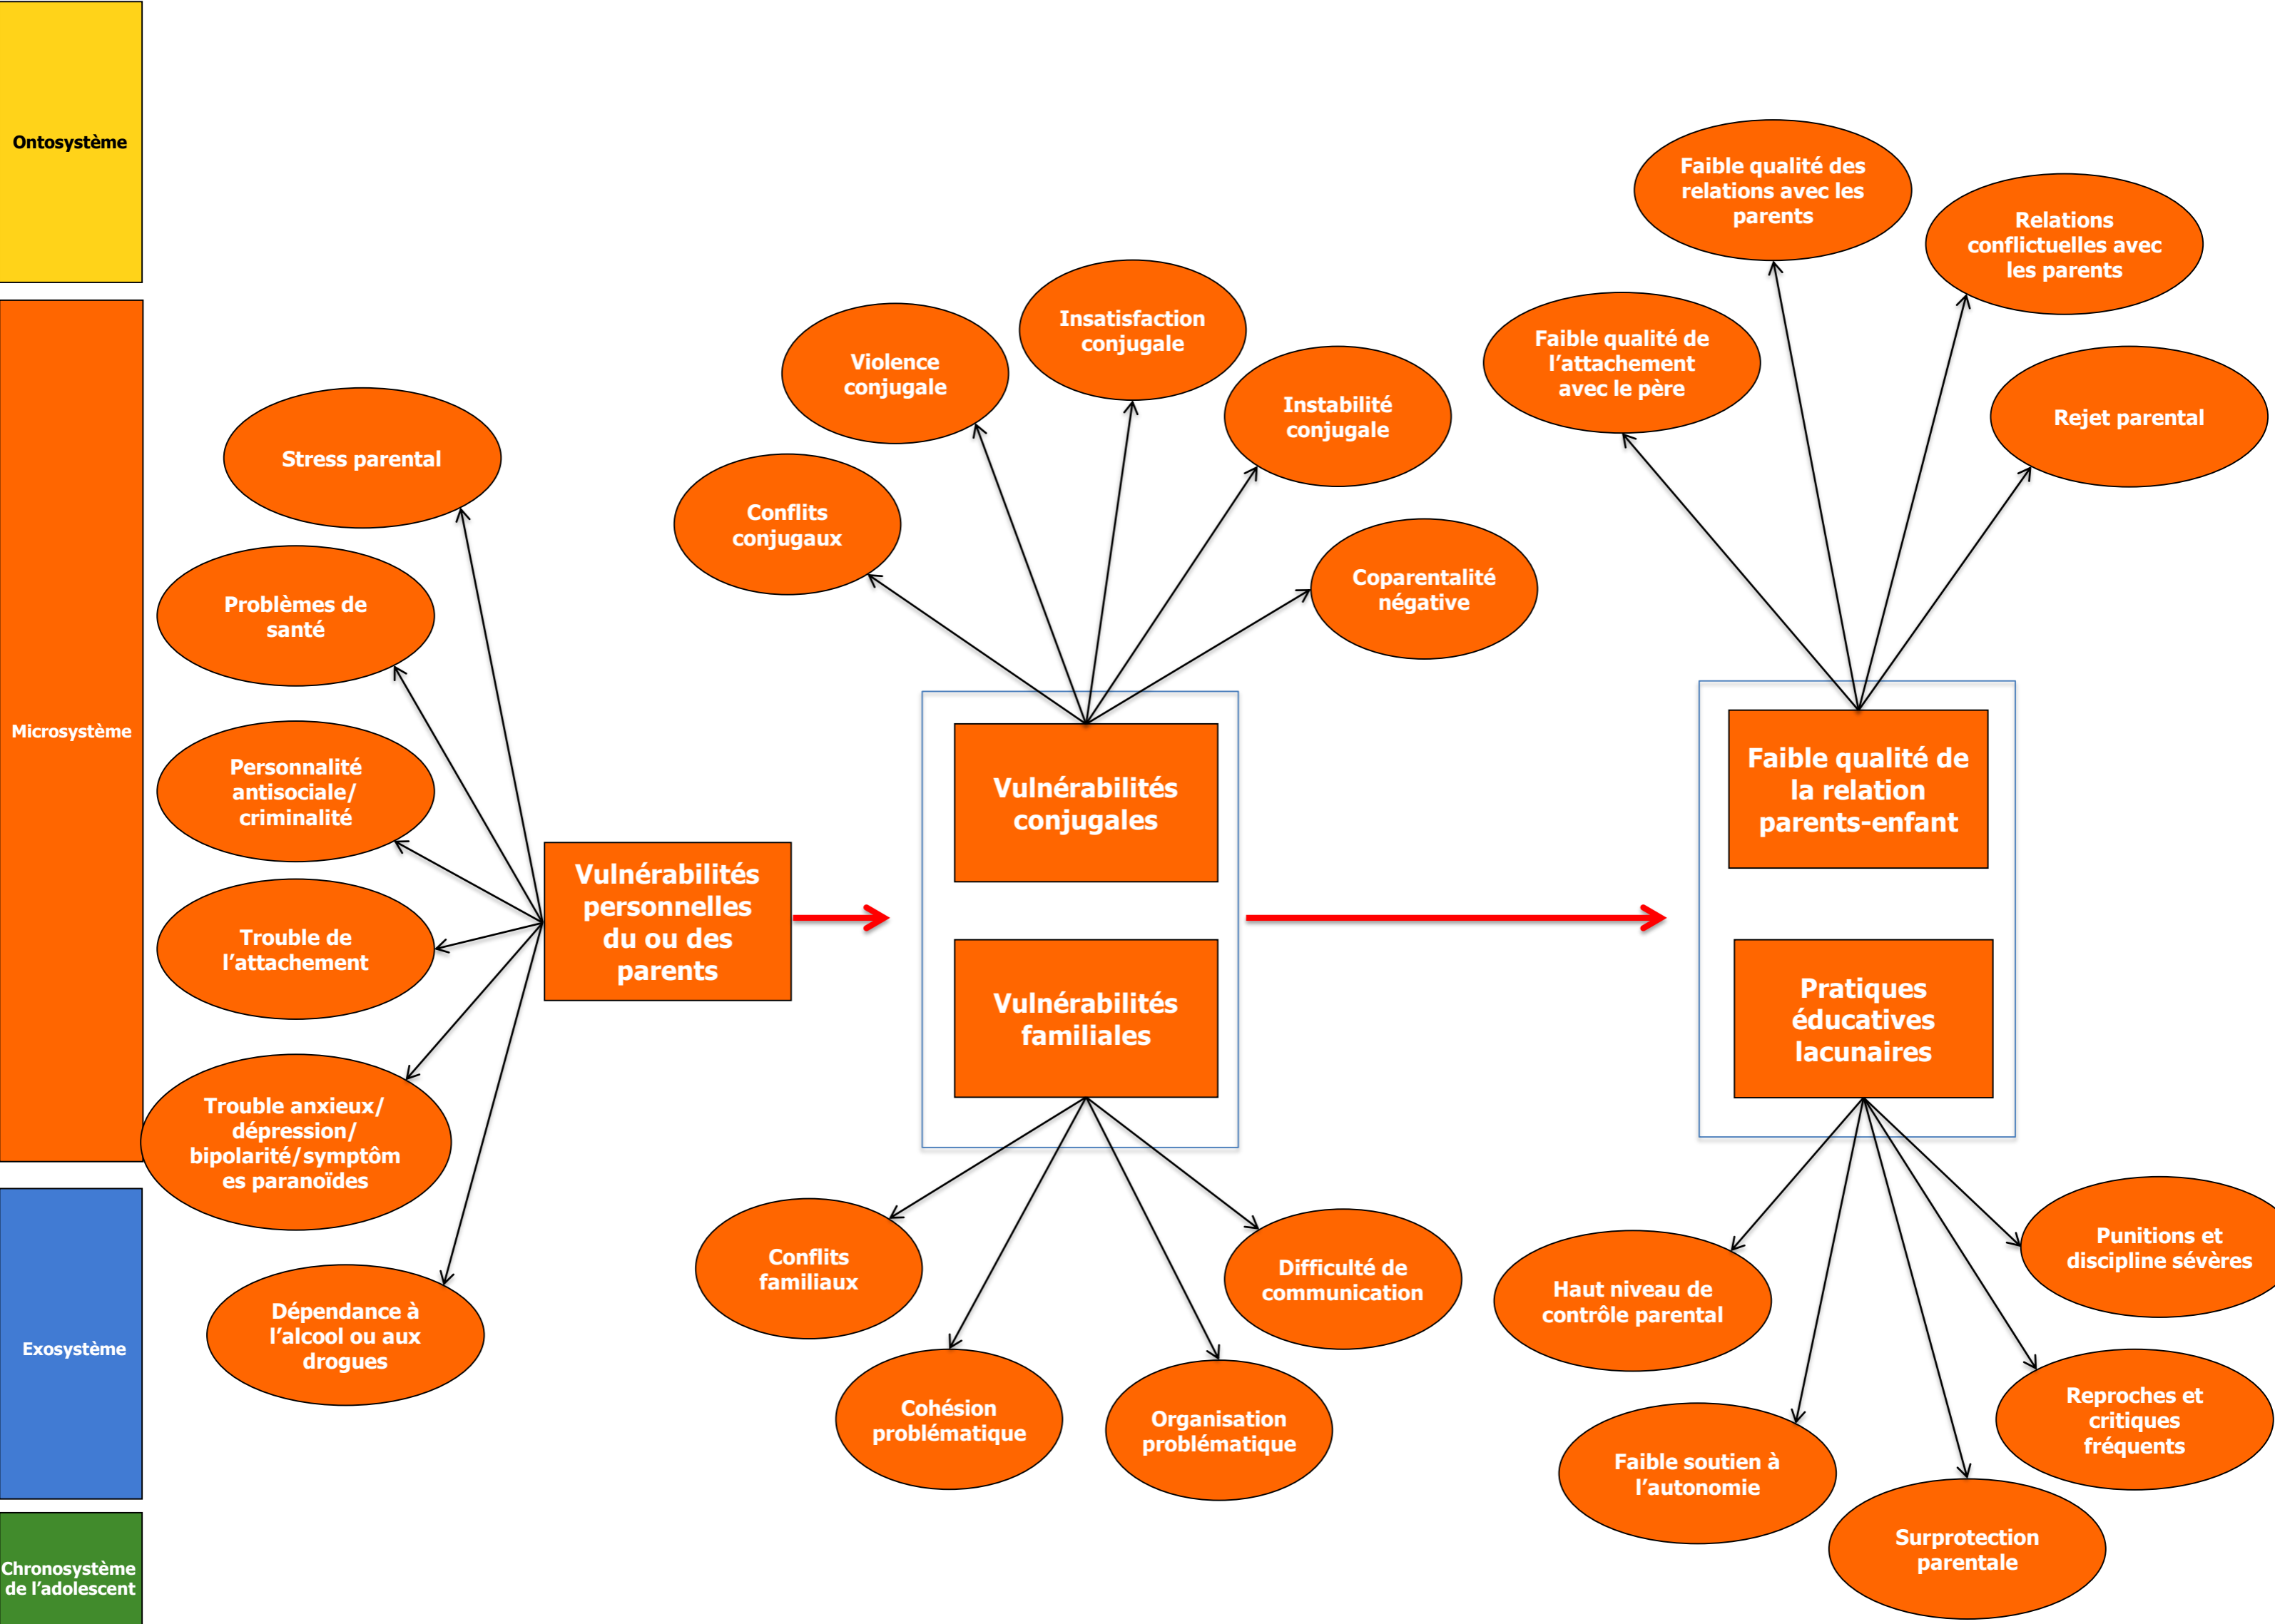 Ontosystème
Microsystème
Exosystème
Chronosystème
de l'adolescent
Stress parental
Problèmes de
santé
Personnalité
antisociale/
criminalité
Trouble de
l'attachement
Trouble anxieux/
dépression/
bipolarité/symptôm
es paranoïdes
Dépendance à
l'alcool ou aux
drogues
Vulnérabilités
personnelles
du ou des
parents
Conflits
conjugaux
Violence
conjugale
Insatisfaction
conjugale
Instabilité
conjugale
Coparentalité
négative
Vulnérabilités
conjugales
Vulnérabilités
familiales
Conflits
familiaux
Cohésion
problématique
Organisation
problématique
Difficulté de
communication
Faible qualité de
l'attachement
avec le père
Faible qualité des
relations avec les
parents
Relations
conflictuelles avec
les parents
Rejet parental
Faible qualité de
la relation
parents-enfant
Pratiques
éducatives
lacunaires
Haut niveau de
contrôle parental
Faible soutien à
l'autonomie
Surprotection
parentale
Reproches et
critiques
fréquents
Punitions et
discipline sévères